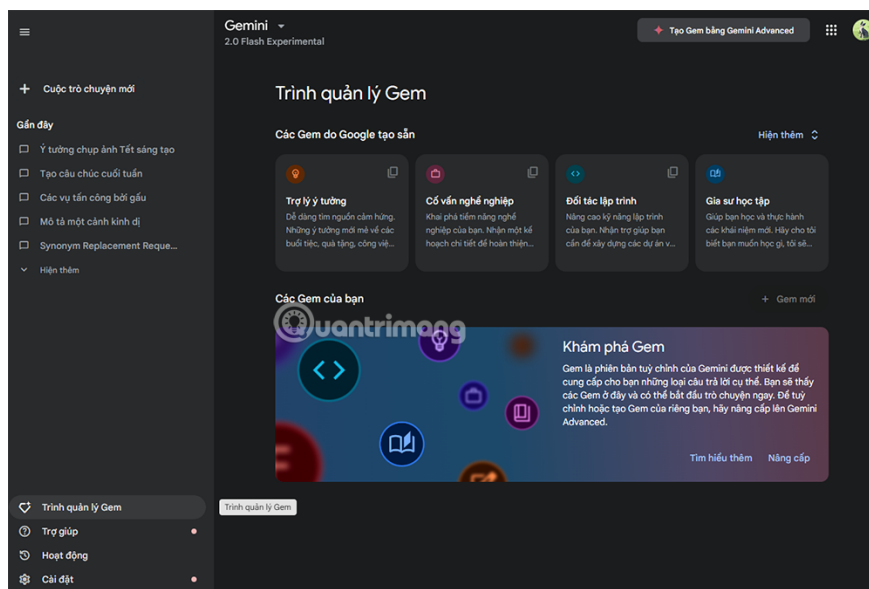 Gemini
2.0 Flash Experimental
Tạo Gem bằng Gemini Advanced
Cuộc trò chuyện mới
Gần đây
Ý tưởng chụp ảnh Tết sáng tạo
Tạo câu chúc cuối tuần
Các vụ tấn công bởi gấu
Mô tả một cảnh kinh dị
Synonym Replacement Reque...
Hiện thêm
Trình quản lý Gem
Trợ giúp
Hoạt động
Cài đặt
Trình quản lý Gem
Trình quản lý Gem
Các Gem do Google tạo sẵn
Hiện thêm
Trợ lý ý tưởng
Dễ dàng tìm nguồn cảm hứng.
Những ý tưởng mới mẻ về các
buổi tiệc, quà tặng, công việ...
Cố vấn nghề nghiệp
Khai phá tiềm năng nghề
nghiệp của bạn. Nhận một kế
hoạch chi tiết để hoàn thiện...
Đối tác lập trình
Nâng cao kỹ năng lập trình
của bạn. Nhận trợ giúp bạn
cần để xây dựng các dự án v...
Gia sư học tập
Giúp bạn học và thực hành
các khái niệm mới. Hãy cho tôi
biết bạn muốn học gì, tôi sẽ...
Các Gem của bạn
+ Gem mới
Quantrimang
Khám phá Gem
Gem là phiên bản tuỳ chỉnh của Gemini được thiết kế để
cung cấp cho bạn những loại câu trả lời cụ thể. Bạn sẽ thấy
các Gem ở đây và có thể bắt đầu trò chuyện ngay. Để tuỳ
chỉnh hoặc tạo Gem của riêng bạn, hãy nâng cấp lên Gemini
Advanced.
Tìm hiểu thêm
Nâng cấp